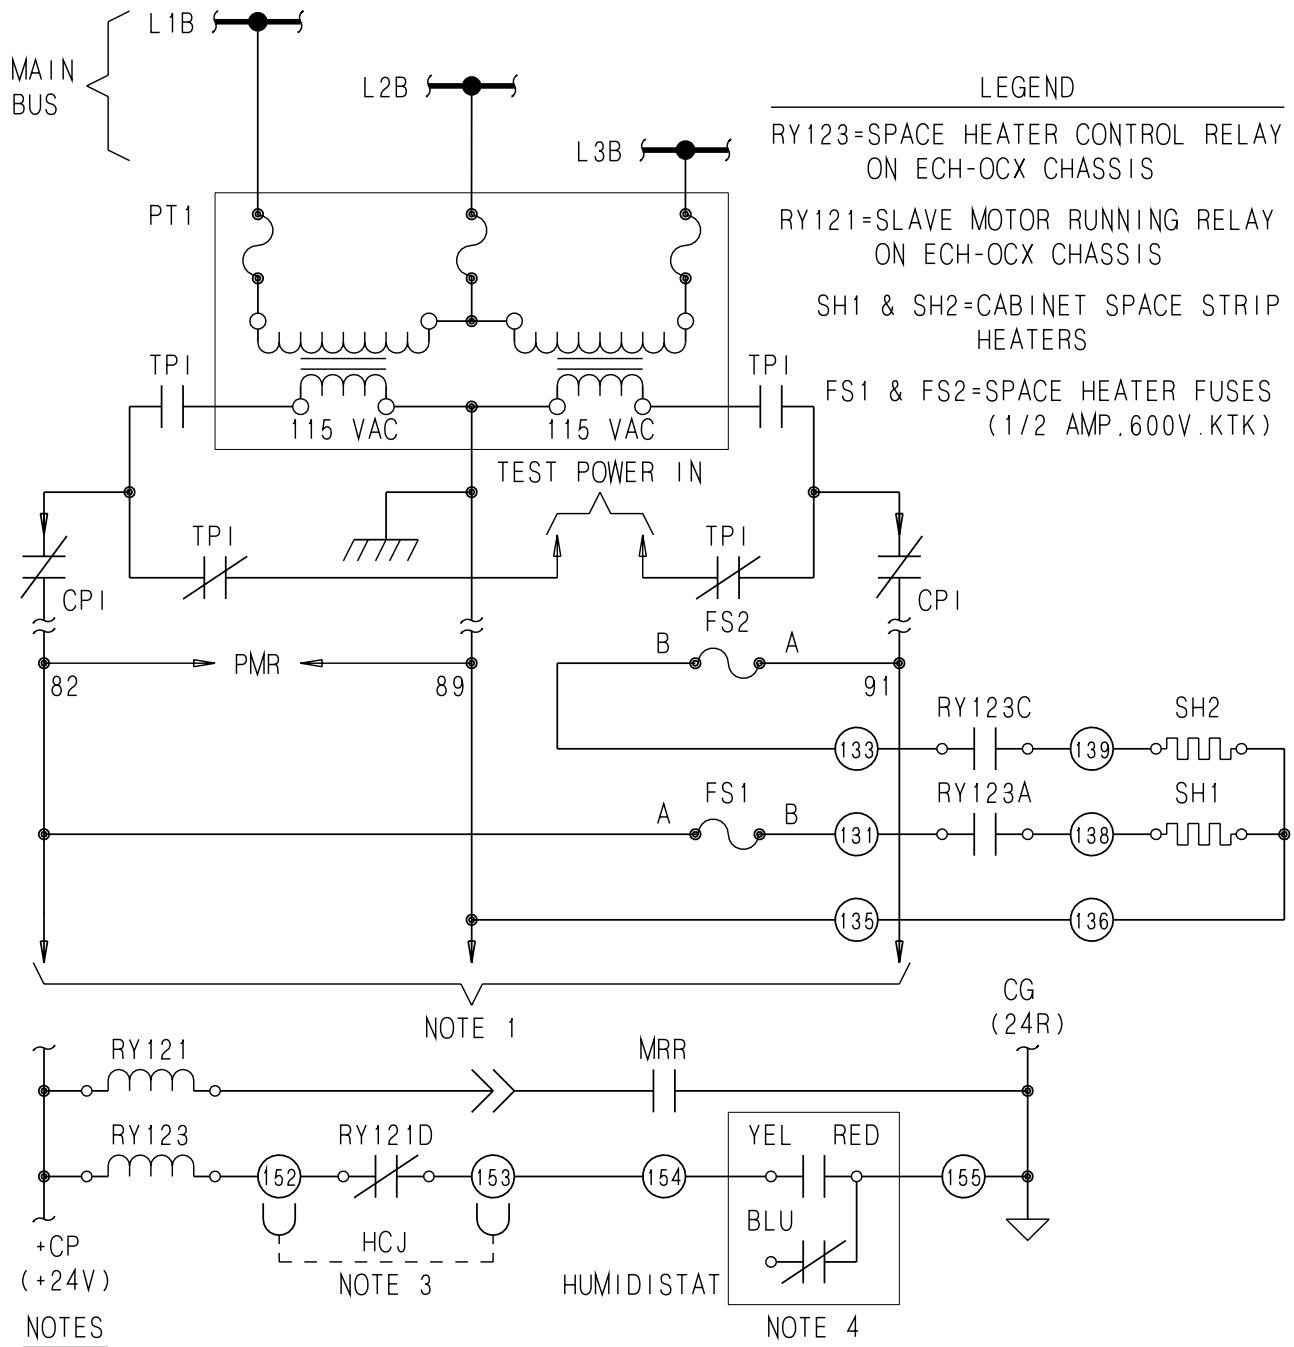 L1B
MAIN
BUS
L2B
LEGEND
L3B
RY123=SPACE HEATER CONTROL RELAY
ON ECH-OCX CHASSIS
PT1
RY121=SLAVE MOTOR RUNNING RELAY
ON ECH-OCX CHASSIS
SH1 & SH2=CABINET SPACE STRIP
HEATERS
TPI
TPI
FS1 & FS2=SPACE HEATER FUSES
(1/2 AMP,600V.KTK)
115 VAC
115 VAC
TEST POWER IN
TPI
TPI
CPI
CPI
FS2
B
A
PMR
82
89
91
RY123C
SH2
133
139
FS1
RY123A
SH1
A
B
131
138
135
136
NOTE 1
CG
(24R)
RY121
MRR
RY123
RY121D
YEL
RED
152
153
154
155
BLU
+CP
(+24V)
HCJ
NOTE 3
HUMIDISTAT
NOTES
NOTE 4